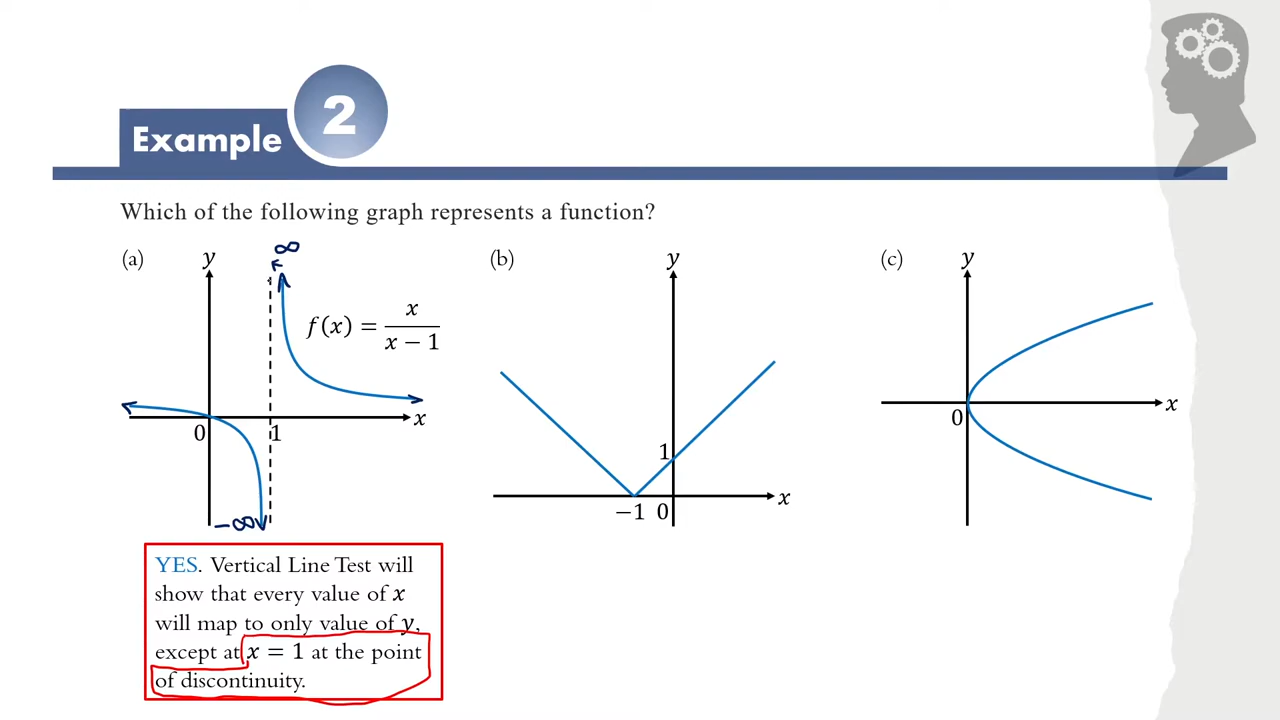 Example 2
Which of the following graph represents a function?
(a)
y
∞
f(x) = x / (x − 1)
x
0
1
−∞
YES. Vertical Line Test will
show that every value of x
will map to only value of y,
except at x = 1 at the point
of discontinuity.
(b)
y
1
x
−1 0
(c)
y
x
0